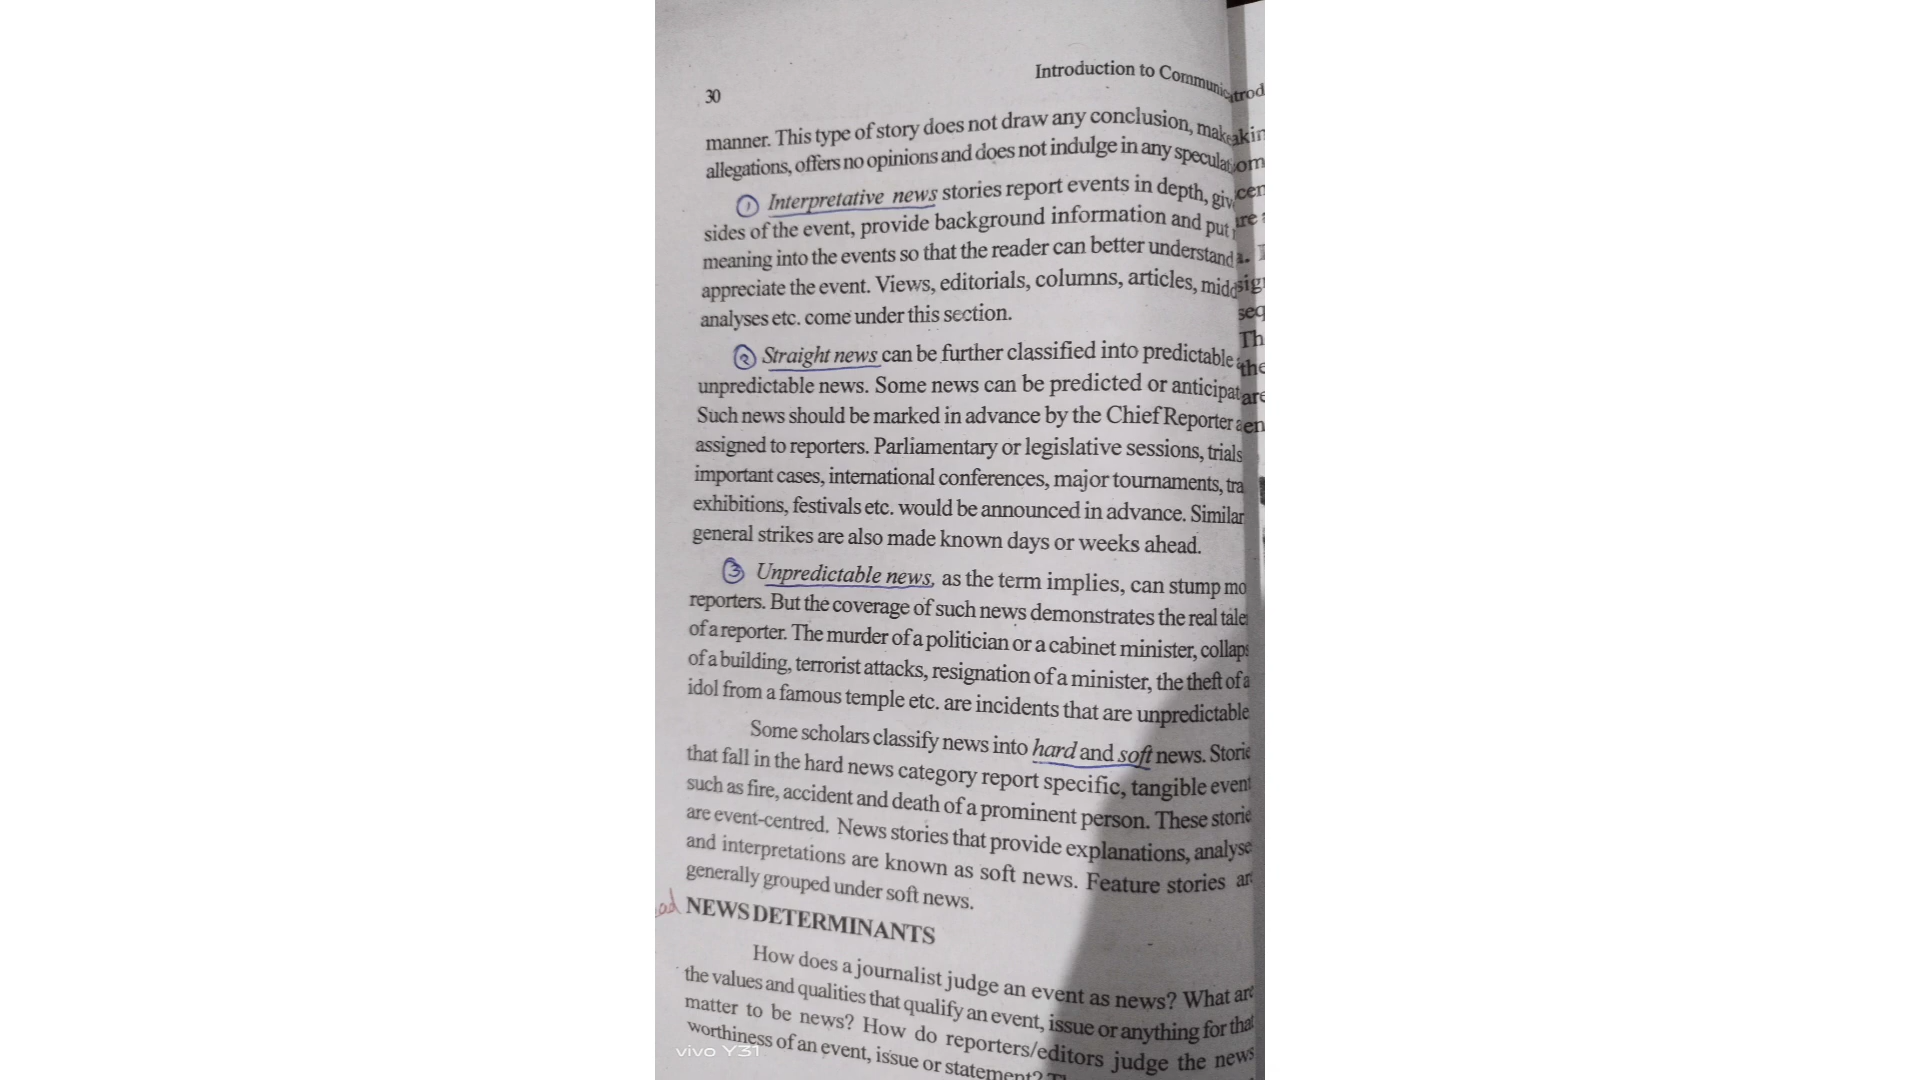 30
Introduction to
manner. This type of story does not draw any conclusion,
allegations, offers no opinions and does not indulge in any
① Interpretative news stories report events in depth,
sides of the event, provide background information and put
meaning into the events so that the reader can better understand
appreciate the event. Views, editorials, columns, articles,
analyses etc. come under this section.
② Straight news can be further classified into predictable
unpredictable news. Some news can be predicted or
Such news should be marked in advance by the Chief Reporter
assigned to reporters. Parliamentary or legislative sessions, trials
important cases, international conferences, major tournaments,
exhibitions, festivals etc. would be announced in advance.
general strikes are also made known days or weeks ahead.
③ Unpredictable news, as the term implies, can stump
reporters. But the coverage of such news demonstrates the real
of a reporter. The murder of a politician or a cabinet minister,
of a building, terrorist attacks, resignation of a minister, the theft of a
idol from a famous temple etc. are incidents that are unpredictable
Some scholars classify news into hard and soft news.
that fall in the hard news category report specific, tangible
such as fire, accident and death of a prominent person. These
are event-centred. News stories that provide explanations,
and interpretations are known as soft news. Feature stories
generally grouped under soft news.
NEWS DETERMINANTS
How does a journalist judge an event as news? What are
the values and qualities that qualify an event, issue or anything for that
matter to be news? How do reporters/editors judge the news
worthiness of an event, issue or statement?
vivo Y31